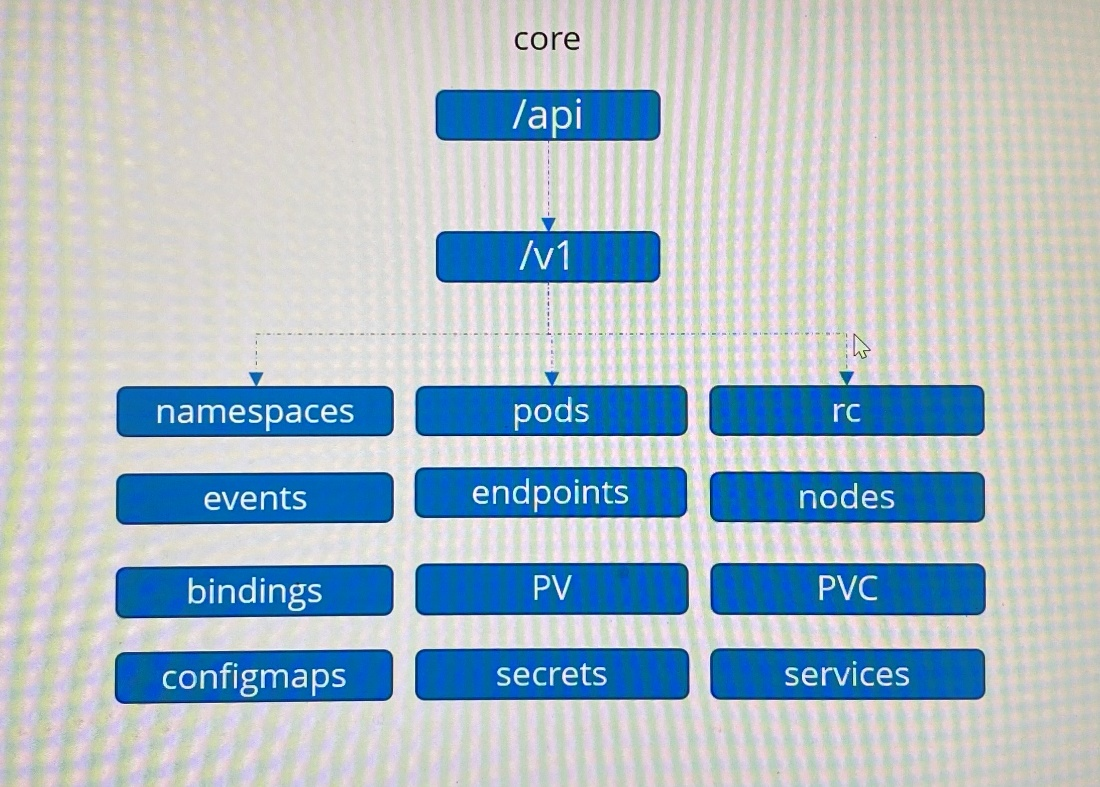 core
/api
/v1
namespaces
pods
rc
events
endpoints
nodes
bindings
PV
PVC
configmaps
secrets
services